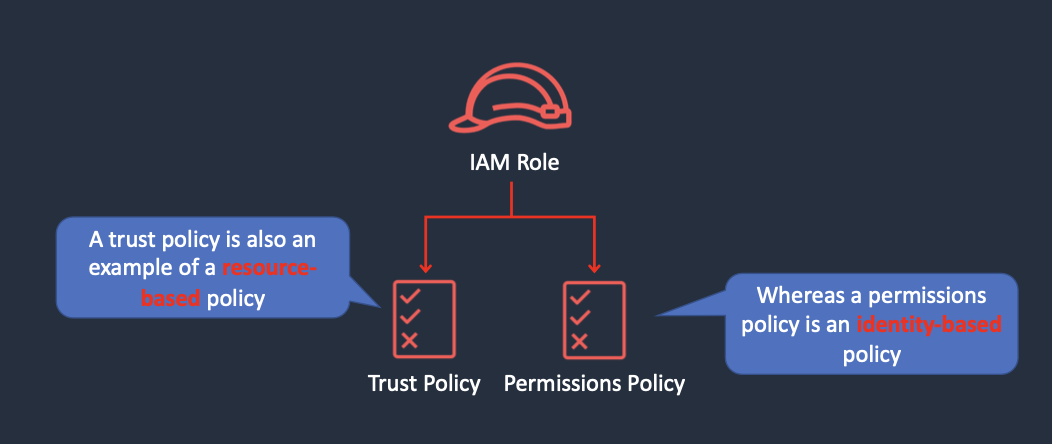 IAM Role
A trust policy is also an
example of a resource-
based policy
Whereas a permissions
policy is an identity-based
policy
Trust Policy
Permissions Policy